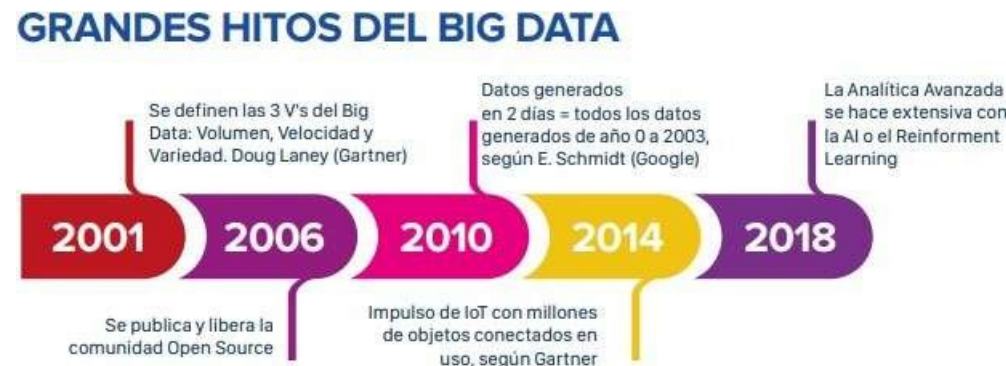 GRANDES HITOS DEL BIG DATA
Se definen las 3 V's del Big
Data: Volumen, Velocidad y
Variedad. Doug Laney (Gartner)
Datos generados
en 2 días = todos los datos
generados de año 0 a 2003,
según E. Schmidt (Google)
La Analítica Avanzada
se hace extensiva con
la AI o el Reinforment
Learning
2001
2006
2010
2014
2018
Se publica y libera la
comunidad Open Source
Impulso de IoT con millones
de objetos conectados en
uso, según Gartner